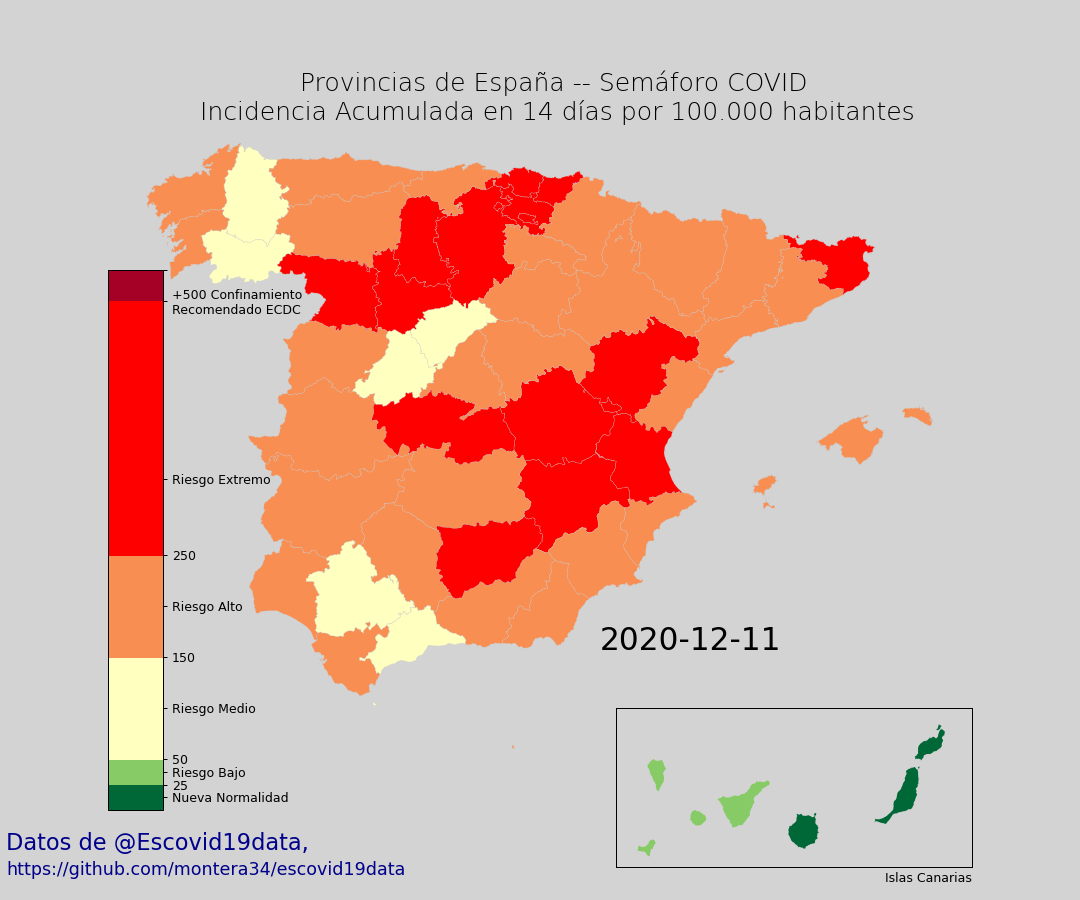 Provincias de España -- Semáforo COVID
Incidencia Acumulada en 14 días por 100.000 habitantes
+500 Confinamiento
Recomendado ECDC
Riesgo Extremo
250
Riesgo Alto
150
Riesgo Medio
50
Riesgo Bajo
25
Nueva Normalidad
2020-12-11
Islas Canarias
Datos de @Escovid19data,
https://github.com/montera34/escovid19data